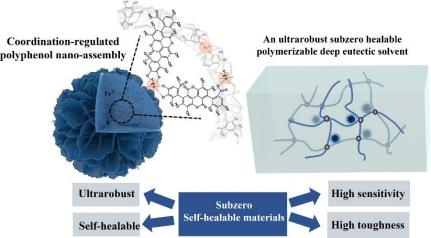 Coordination-regulated
polyphenol nano-assembly
An ultrarobust subzero healable
polymerizable deep eutectic solvent
Ultrarobust
Self-healable
Subzero
Self-healable materials
High sensitivity
High toughness